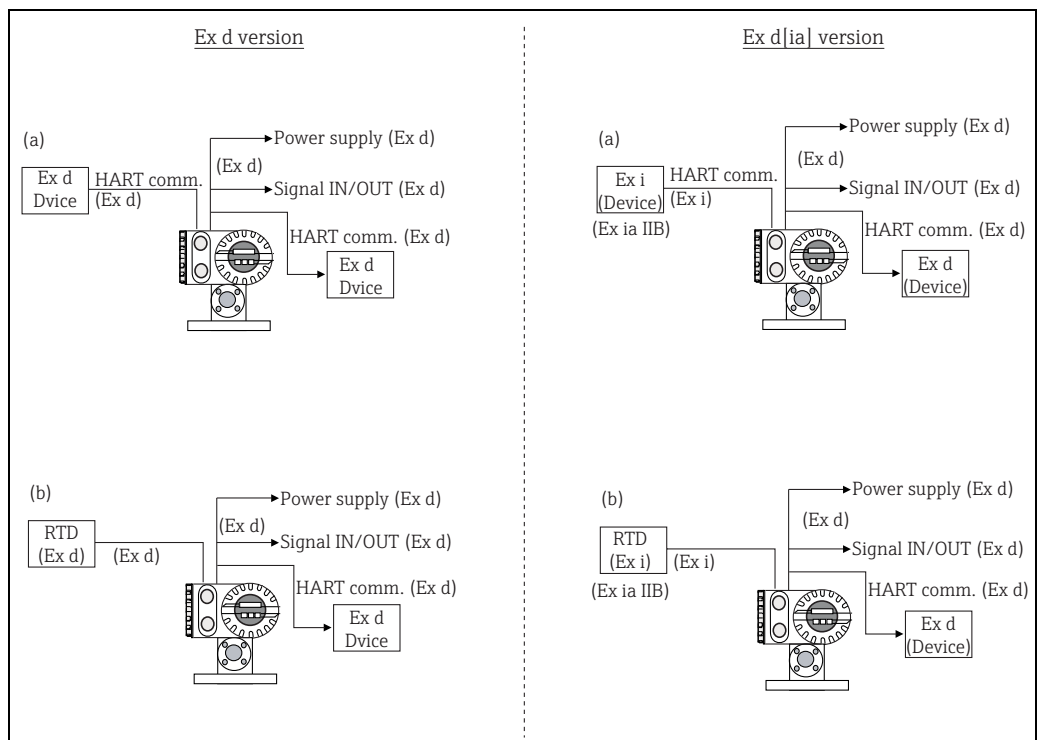 Ex d version
(a)
Power supply (Ex d)
(Ex d)
Ex d
Dvice
HART comm.
(Ex d)
Signal IN/OUT (Ex d)
HART comm. (Ex d)
Ex d
Dvice
(b)
Power supply (Ex d)
(Ex d)
RTD
(Ex d)
(Ex d)
Signal IN/OUT (Ex d)
HART comm. (Ex d)
Ex d
Dvice
Ex d[ia] version
(a)
Power supply (Ex d)
(Ex d)
Ex i
(Device)
HART comm.
(Ex i)
Signal IN/OUT (Ex d)
(Ex ia IIB)
HART comm. (Ex d)
Ex d
(Device)
(b)
Power supply (Ex d)
(Ex d)
RTD
(Ex i)
(Ex i)
Signal IN/OUT (Ex d)
(Ex ia IIB)
HART comm. (Ex d)
Ex d
(Device)